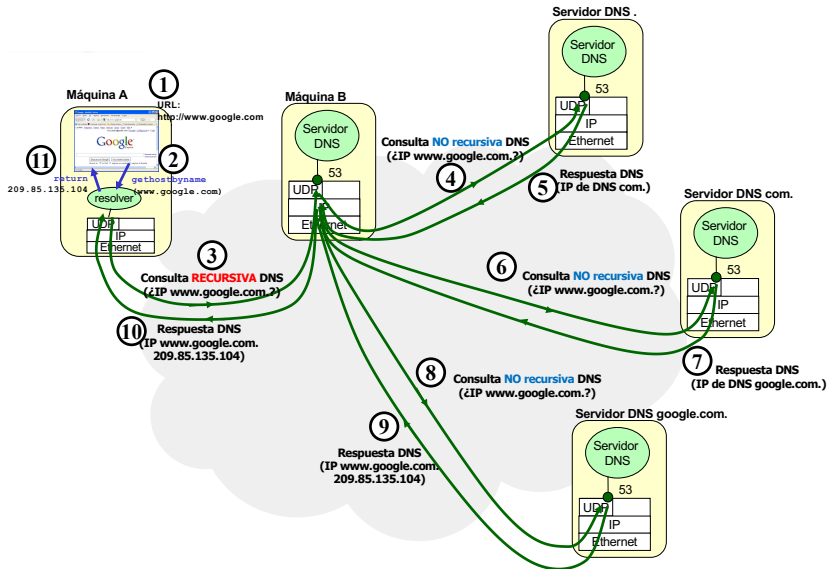 Servidor DNS .
Servidor
DNS
53
UDP
IP
Ethernet
Máquina A
1
URL:
http://www.google.com
Google
11
return
209.85.135.104
2
gethostbyname
(www.google.com)
resolver
UDP
IP
Ethernet
Máquina B
Servidor
DNS
53
UDP
IP
Ethernet
Consulta NO recursiva DNS
(¿IP www.google.com.?)
4
5
Respuesta DNS
(IP de DNS com.)
Servidor DNS com.
Servidor
DNS
53
UDP
IP
Ethernet
3
Consulta RECURSIVA DNS
(¿IP www.google.com.?)
6
Consulta NO recursiva DNS
(¿IP www.google.com.?)
10
Respuesta DNS
(IP www.google.com.
209.85.135.104)
7
Respuesta DNS
(IP de DNS google.com.)
8
Consulta NO recursiva DNS
(¿IP www.google.com.?)
9
Respuesta DNS
(IP www.google.com.
209.85.135.104)
Servidor DNS google.com.
Servidor
DNS
53
UDP
IP
Ethernet